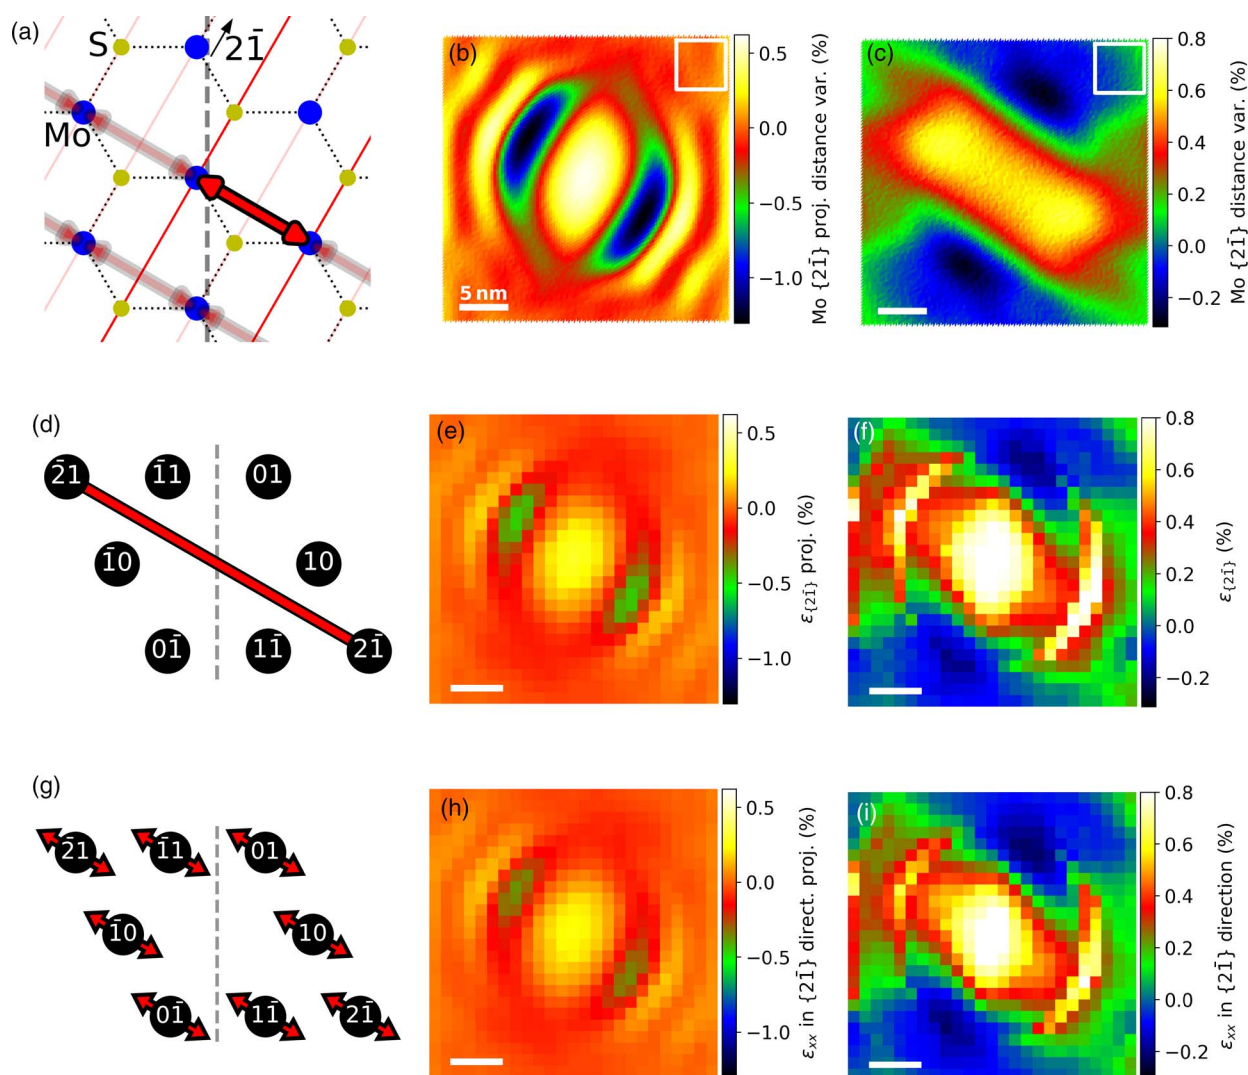 (a)
S
21̄
Mo
(b)
5 nm
0.5
0.0
−0.5
−1.0
Mo {21̄} proj. distance var. (%)
(c)
0.8
0.6
0.4
0.2
0.0
−0.2
Mo {21̄} distance var. (%)
(d)
2̄1
1̄1
01
1̄0
10
01̄
11̄
21̄
(e)
0.5
0.0
−0.5
−1.0
ε{21̄} proj. (%)
(f)
0.8
0.6
0.4
0.2
0.0
−0.2
ε{21̄} (%)
(g)
2̄1
1̄1
01
1̄0
10
01̄
11̄
21̄
(h)
0.5
0.0
−0.5
−1.0
εxx in {21̄} direct. proj. (%)
(i)
0.8
0.6
0.4
0.2
0.0
−0.2
εxx in {21̄} direction (%)